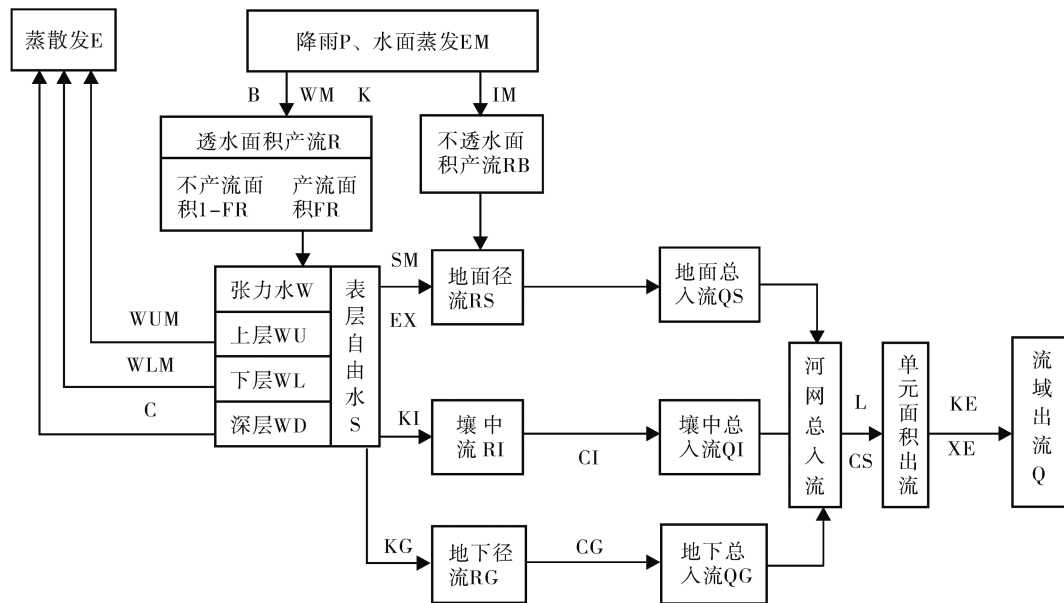 蒸散发E
降雨P、水面蒸发EM
B WM K
IM
透水面积产流R
不产流面
积1-FR
产流面
积FR
不透水面
积产流RB
张力水W
上层WU
下层WL
深层WD
表层自由水S
WUM
WLM
C
SM
EX
地面径
流RS
地面总
入流QS
KI
壤中
流RI
CI
壤中总
入流QI
KG
地下径
流RG
CG
地下总
入流QG
河网总入流
L
CS
单元面积出流
KE
XE
流域出流Q